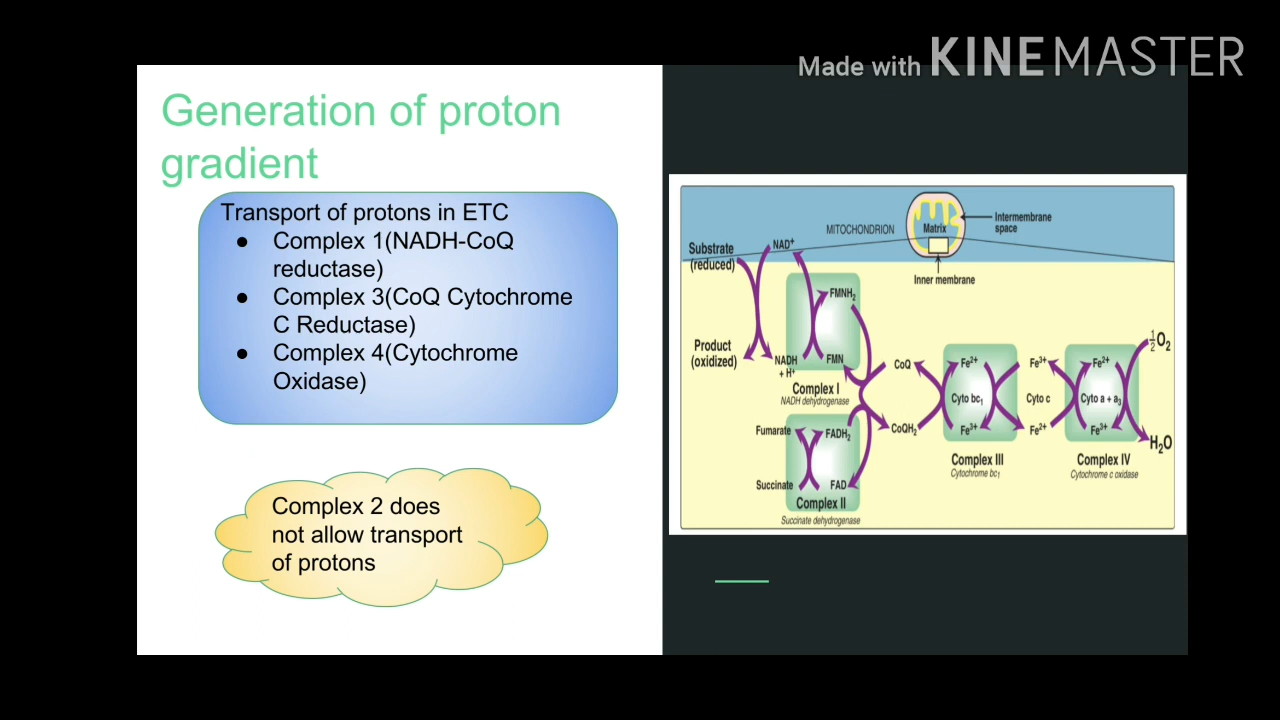 Made with KINEMASTER
Generation of proton
gradient
Transport of protons in ETC
● Complex 1(NADH-CoQ
reductase)
● Complex 3(CoQ Cytochrome
C Reductase)
● Complex 4(Cytochrome
Oxidase)
Complex 2 does
not allow transport
of protons
MITOCHONDRION
Matrix
Intermembrane
space
Inner membrane
Substrate
(reduced)
NAD⁺
FMNH₂
Product
(oxidized)
NADH
+ H⁺
FMN
Complex I
NADH dehydrogenase
CoQ
Fe²⁺
Fe³⁺
Fe²⁺
½O₂
Cyto bc₁
Cyto c
Cyto a + a₃
Fumarate
FADH₂
CoQH₂
Fe³⁺
Fe²⁺
Fe³⁺
H₂O
Complex III
Cytochrome bc₁
Complex IV
Cytochrome c oxidase
Succinate
FAD
Complex II
Succinate dehydrogenase